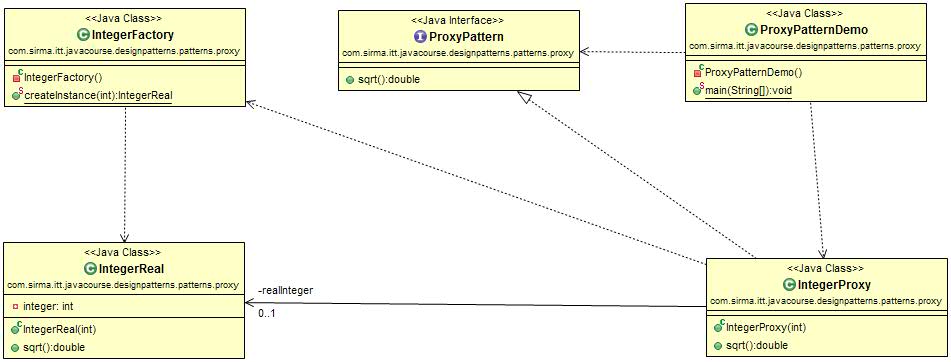 <<Java Class>>
IntegerFactory
com.sirma.itt.javacourse.designpatterns.patterns.proxy
IntegerFactory()
createInstance(int):IntegerReal
<<Java Interface>>
ProxyPattern
com.sirma.itt.javacourse.designpatterns.patterns.proxy
sqrt():double
<<Java Class>>
ProxyPatternDemo
com.sirma.itt.javacourse.designpatterns.patterns.proxy
ProxyPatternDemo()
main(String[]):void
<<Java Class>>
IntegerReal
com.sirma.itt.javacourse.designpatterns.patterns.proxy
integer: int
IntegerReal(int)
sqrt():double
-realInteger
0..1
<<Java Class>>
IntegerProxy
com.sirma.itt.javacourse.designpatterns.patterns.proxy
IntegerProxy(int)
sqrt():double